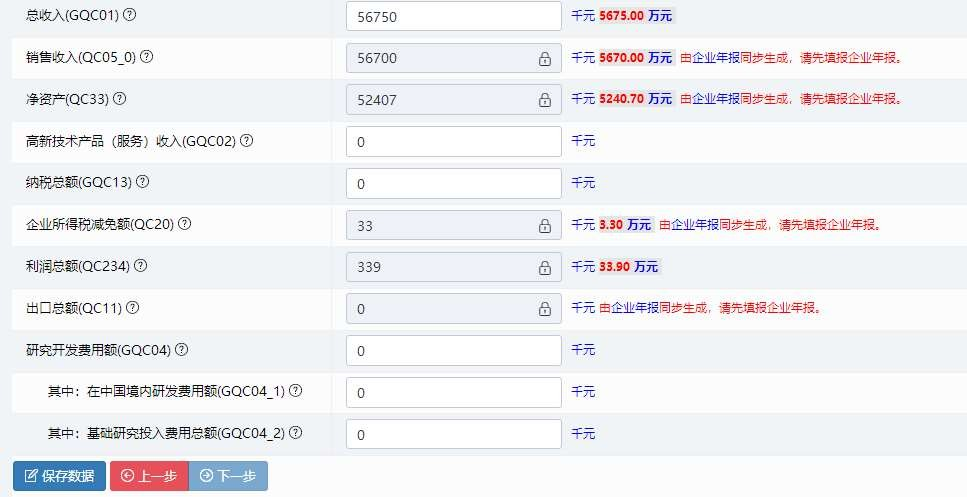 总收入(GQC01) 56750 千元 5675.00 万元
销售收入(QC05_0) 56700 千元 5670.00 万元 由企业年报同步生成，请先填报企业年报。
净资产(QC33) 52407 千元 5240.70 万元 由企业年报同步生成，请先填报企业年报。
高新技术产品（服务）收入(GQC02) 0 千元
纳税总额(GQC13) 0 千元
企业所得税减免额(QC20) 33 千元 3.30 万元 由企业年报同步生成，请先填报企业年报。
利润总额(QC234) 339 千元 33.90 万元
出口总额(QC11) 0 千元 由企业年报同步生成，请先填报企业年报。
研究开发费用额(GQC04) 0 千元
其中：在中国境内研发费用额(GQC04_1) 0 千元
其中：基础研究投入费用总额(GQC04_2) 0 千元
保存数据 上一步 下一步